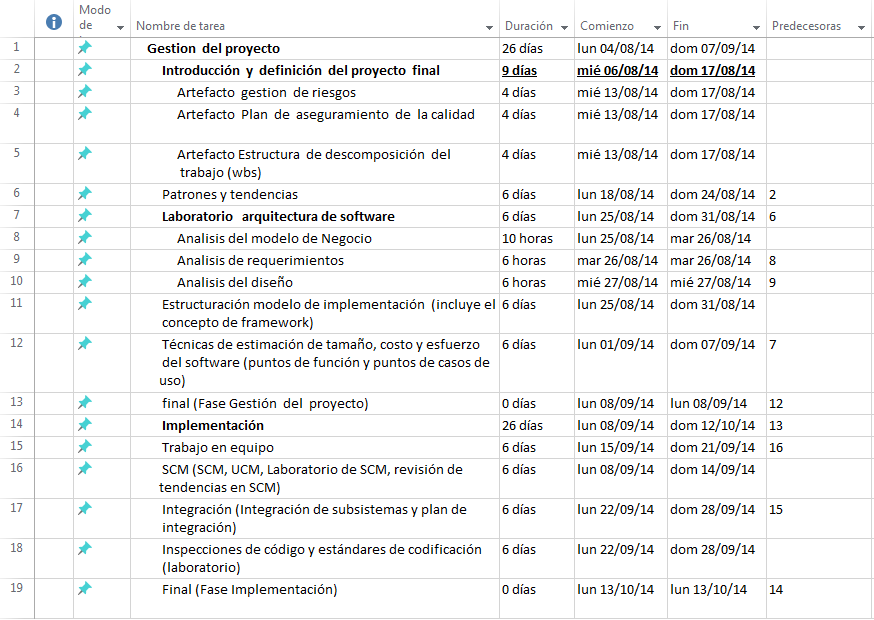 Modo de Nombre de tarea Duración Comienzo Fin Predecesoras
1 Gestion del proyecto 26 días lun 04/08/14 dom 07/09/14
2 Introducción y definición del proyecto final 9 días mié 06/08/14 dom 17/08/14
3 Artefacto gestion de riesgos 4 días mié 13/08/14 dom 17/08/14
4 Artefacto Plan de aseguramiento de la calidad 4 días mié 13/08/14 dom 17/08/14
5 Artefacto Estructura de descomposición del 4 días mié 13/08/14 dom 17/08/14
trabajo (wbs)
6 Patrones y tendencias 6 días lun 18/08/14 dom 24/08/14 2
7 Laboratorio arquitectura de software 6 días lun 25/08/14 dom 31/08/14 6
8 Analisis del modelo de Negocio 10 horas lun 25/08/14 mar 26/08/14
9 Analisis de requerimientos 6 horas mar 26/08/14 mar 26/08/14 8
10 Analisis del diseño 6 horas mié 27/08/14 mié 27/08/14 9
11 Estructuración modelo de implementación (incluye el 6 días lun 25/08/14 dom 31/08/14
concepto de framework)
12 Técnicas de estimación de tamaño, costo y esfuerzo 6 días lun 01/09/14 dom 07/09/14 7
del software (puntos de función y puntos de casos de
uso)
13 final (Fase Gestión del proyecto) 0 días lun 08/09/14 lun 08/09/14 12
14 Implementación 26 días lun 08/09/14 dom 12/10/14 13
15 Trabajo en equipo 6 días lun 15/09/14 dom 21/09/14 16
16 SCM (SCM, UCM, Laboratorio de SCM, revisión de 6 días lun 08/09/14 dom 14/09/14
tendencias en SCM)
17 Integración (Integración de subsistemas y plan de 6 días lun 22/09/14 dom 28/09/14 15
integración)
18 Inspecciones de código y estándares de codificación 6 días lun 22/09/14 dom 28/09/14
(laboratorio)
19 Final (Fase Implementación) 0 días lun 13/10/14 lun 13/10/14 14